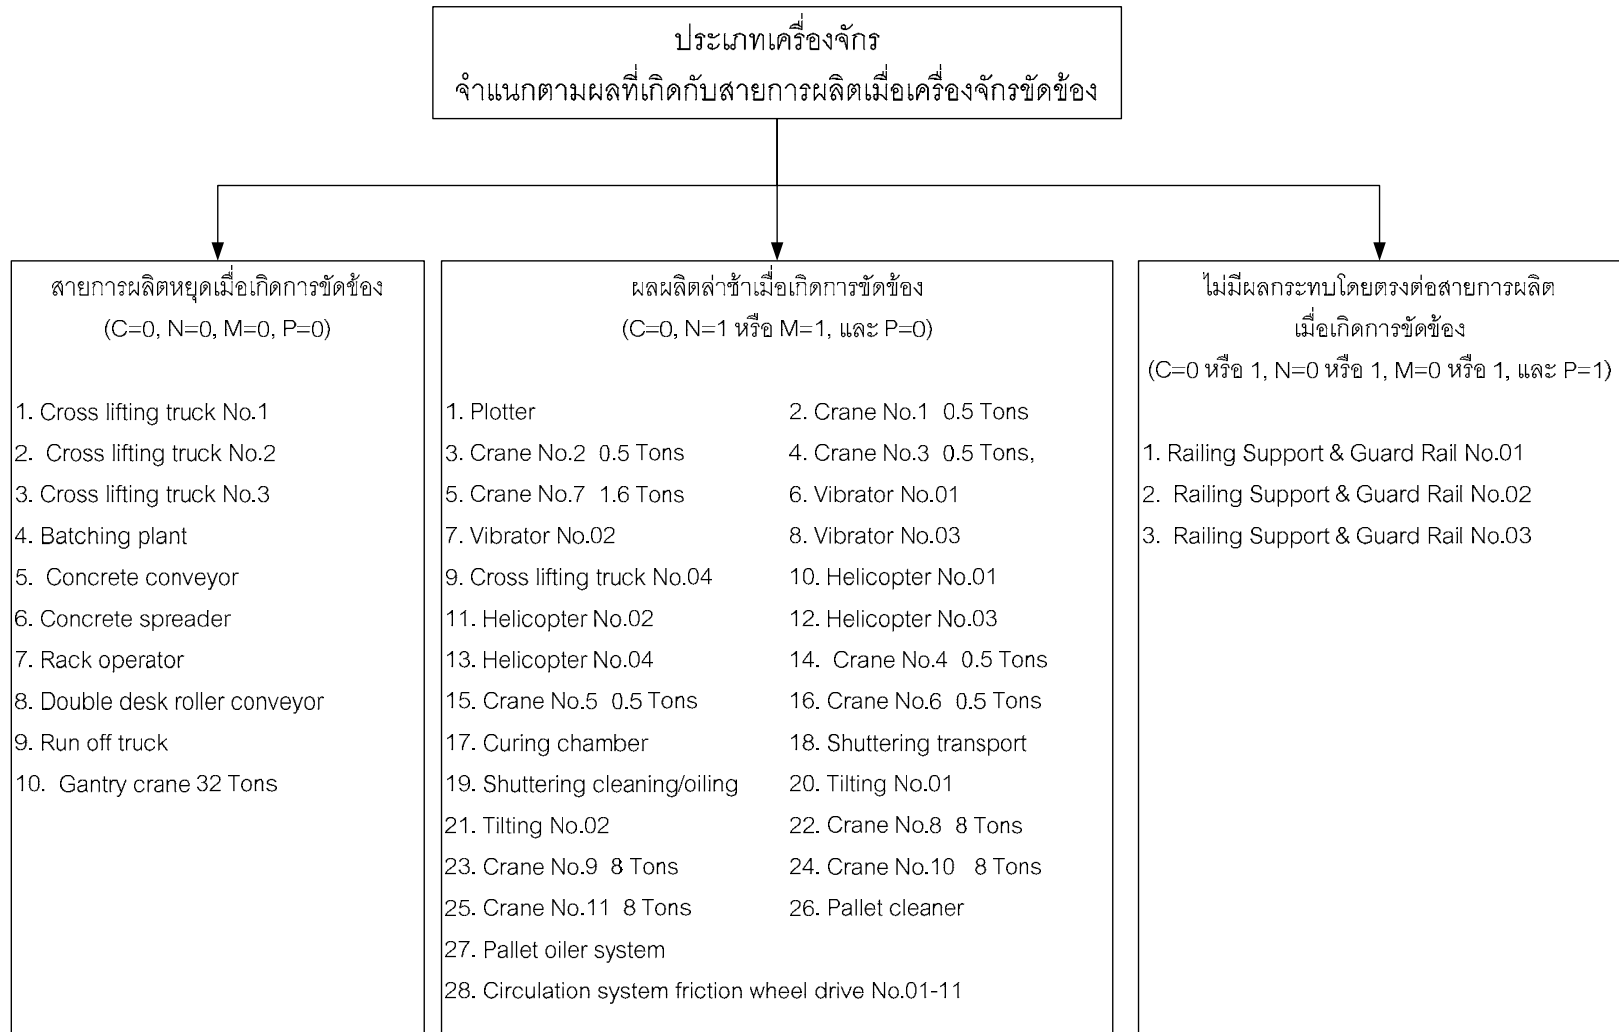 ประเภทเครื่องจักร
จำแนกตามผลที่เกิดกับสายการผลิตเมื่อเครื่องจักรขัดข้อง
สายการผลิตหยุดเมื่อเกิดการขัดข้อง
(C=0, N=0, M=0, P=0)
1. Cross lifting truck No.1
2. Cross lifting truck No.2
3. Cross lifting truck No.3
4. Batching plant
5. Concrete conveyor
6. Concrete spreader
7. Rack operator
8. Double desk roller conveyor
9. Run off truck
10. Gantry crane 32 Tons
ผลผลิตล่าช้าเมื่อเกิดการขัดข้อง
(C=0, N=1 หรือ M=1, และ P=0)
1. Plotter 2. Crane No.1 0.5 Tons
3. Crane No.2 0.5 Tons 4. Crane No.3 0.5 Tons,
5. Crane No.7 1.6 Tons 6. Vibrator No.01
7. Vibrator No.02 8. Vibrator No.03
9. Cross lifting truck No.04 10. Helicopter No.01
11. Helicopter No.02 12. Helicopter No.03
13. Helicopter No.04 14. Crane No.4 0.5 Tons
15. Crane No.5 0.5 Tons 16. Crane No.6 0.5 Tons
17. Curing chamber 18. Shuttering transport
19. Shuttering cleaning/oiling 20. Tilting No.01
21. Tilting No.02 22. Crane No.8 8 Tons
23. Crane No.9 8 Tons 24. Crane No.10 8 Tons
25. Crane No.11 8 Tons 26. Pallet cleaner
27. Pallet oiler system
28. Circulation system friction wheel drive No.01-11
ไม่มีผลกระทบโดยตรงต่อสายการผลิต
เมื่อเกิดการขัดข้อง
(C=0 หรือ 1, N=0 หรือ 1, M=0 หรือ 1, และ P=1)
1. Railing Support & Guard Rail No.01
2. Railing Support & Guard Rail No.02
3. Railing Support & Guard Rail No.03